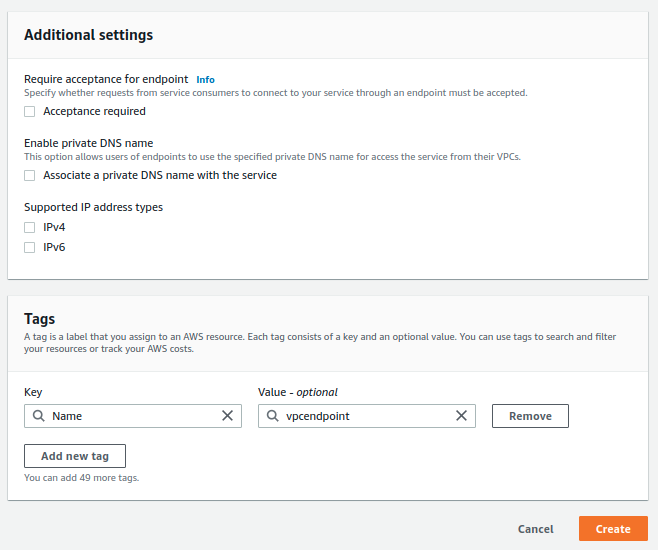 Additional settings
Require acceptance for endpoint Info
Specify whether requests from service consumers to connect to your service through an endpoint must be accepted.
Acceptance required
Enable private DNS name
This option allows users of endpoints to use the specified private DNS name for access the service from their VPCs.
Associate a private DNS name with the service
Supported IP address types
IPv4
IPv6
Tags
A tag is a label that you assign to an AWS resource. Each tag consists of a key and an optional value. You can use tags to search and filter
your resources or track your AWS costs.
Key Value - optional
Name vpcendpoint Remove
Add new tag
You can add 49 more tags.
Cancel Create